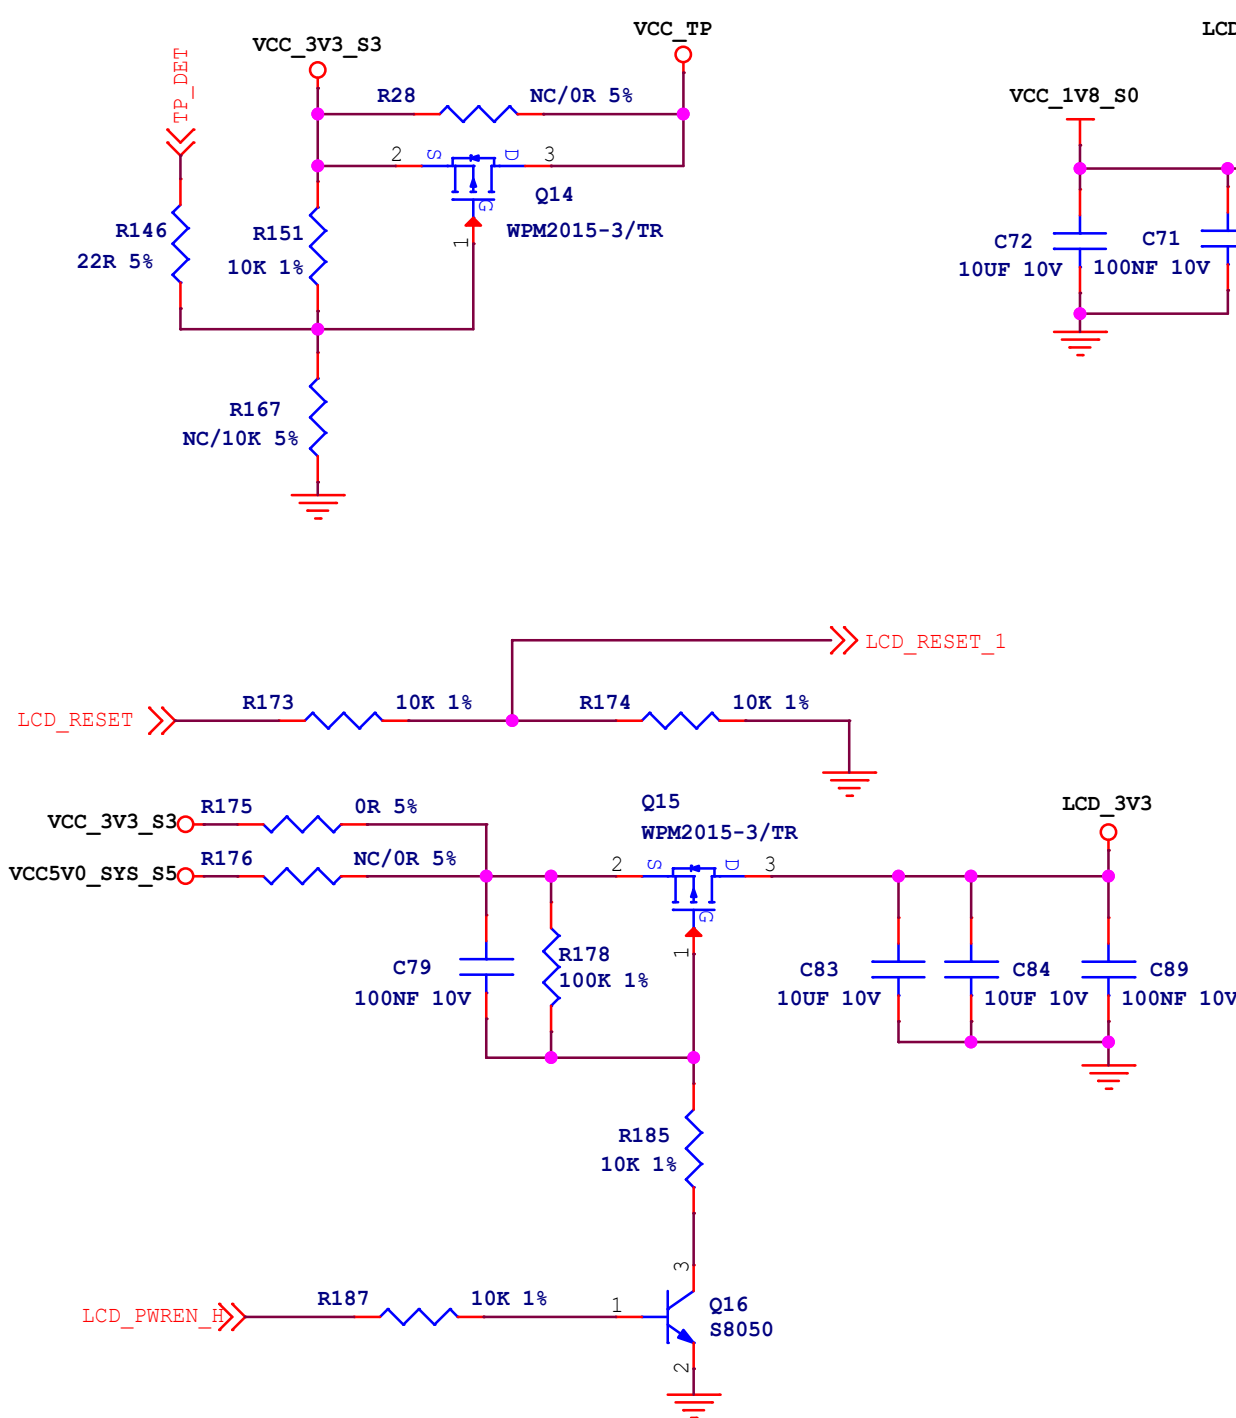 VCC_TP
LCD
VCC_3V3_S3
TP_DET
R28 NC/0R 5%
VCC_1V8_S0
2 S D 3
Q14
G
1
WPM2015-3/TR
R146
22R 5%
R151
10K 1%
C72
10UF 10V
C71
100NF 10V
R167
NC/10K 5%
LCD_RESET_1
R173 10K 1%
R174 10K 1%
LCD_RESET
R175 0R 5%
VCC_3V3_S3
Q15
WPM2015-3/TR
LCD_3V3
R176 NC/0R 5%
VCC5V0_SYS_S5
2 S D 3
G
1
C79
100NF 10V
R178
100K 1%
C83
10UF 10V
C84
10UF 10V
C89
100NF 10V
R185
10K 1%
3
R187 10K 1%
LCD_PWREN_H
1
Q16
S8050
2